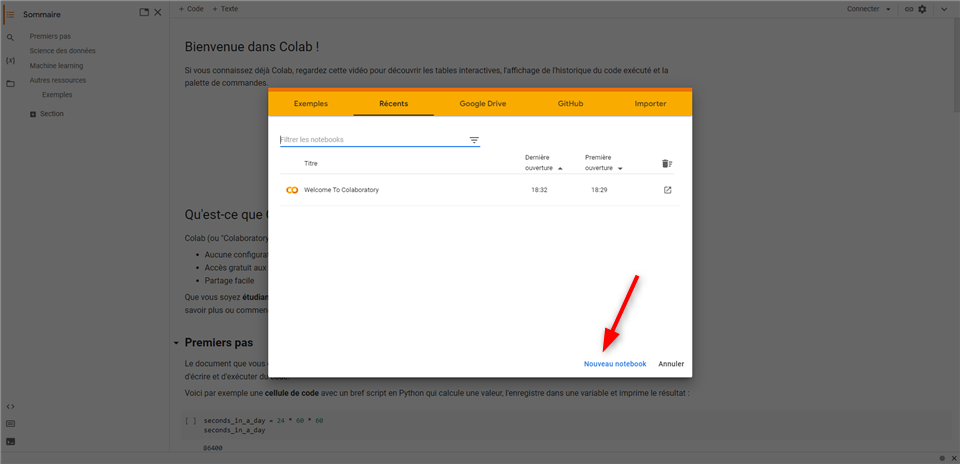 Sommaire
Premiers pas
Science des données
Machine learning
Autres ressources
Exemples
Section
+ Code + Texte
Connecter
Bienvenue dans Colab !
Si vous connaissez déjà Colab, regardez cette vidéo pour découvrir les tables interactives, l'affichage de l'historique du code exécuté et la
palette de commandes.
Exemples Récents Google Drive GitHub Importer
Filtrer les notebooks
Titre
Dernière
ouverture
Première
ouverture
Welcome To Colaboratory 18:32 18:29
Nouveau notebook Annuler
Qu'est-ce que
Colab (ou "Colaboratory
• Aucune configurat
• Accès gratuit aux
• Partage facile
Que vous soyez étudian
savoir plus ou commen
Premiers pas
Le document que vous
d'écrire et d'exécuter du code.
Voici par exemple une cellule de code avec un bref script en Python qui calcule une valeur, l'enregistre dans une variable et imprime le résultat :
[ ] seconds_in_a_day = 24 * 60 * 60
seconds_in_a_day
86400